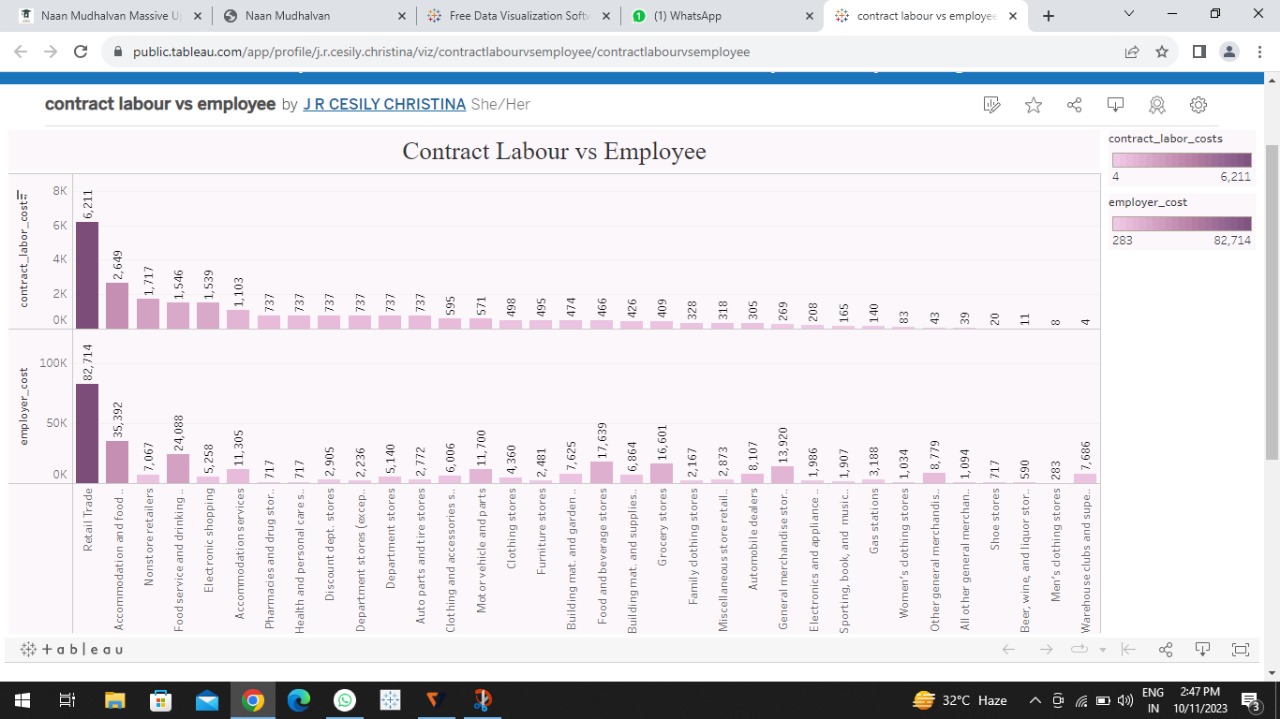 Naan Mudhalvan Massive U
Naan Mudhalvan
Free Data Visualization Softw
(1) WhatsApp
contract labour vs employee
public.tableau.com/app/profile/j.r.cesily.christina/viz/contractlabourvsemployee/contractlabourvsemployee
contract labour vs employee by J R CESILY CHRISTINA She/Her
Contract Labour vs Employee
contract_labor_costs
4 6,211
employer_cost
283 82,714
contract_labor_costs
8K
6K
4K
2K
0K
6,211 2,649 1,717 1,546 1,539 1,103 737 737 737 737 737 737 595 571 498 495 474 466 426 409 328 318 305 269 208 165 140 83 43 39 20 11 8 4
employer_cost
100K
50K
0K
82,714 35,392 7,067 24,088 5,258 11,305 717 717 2,905 2,236 5,140 2,772 6,006 11,700 4,360 2,481 7,625 17,639 6,864 16,601 2,167 2,873 8,107 13,920 1,986 1,907 3,188 1,034 8,779 1,094 717 590 283 7,686
Retail Trade
Accommodation and food ..
Nonstore retailers
Food service and drinking ..
Electronic shopping
Accommodation services
Pharmacies and drug stor..
Health and personal care s..
Discount dept. stores
Department stores (excep..
Department stores
Auto parts and tire stores
Clothing and accessories s..
Motor vehicle and parts
Clothing stores
Furniture stores
Building mat. and garden ..
Food and beverage stores
Building mat. and supplies..
Grocery stores
Family clothing stores
Miscellaneous store retail..
Automobile dealers
General merchandise stor..
Electronics and appliance ..
Sporting, book, and music..
Gas stations
Women's clothing stores
Other general merchandis..
All other general merchan..
Shoe stores
Beer, wine, and liquor stor..
Men's clothing stores
Warehouse clubs and supe..
+ableau
32°C Haze
ENG
IN
2:47 PM
10/11/2023
3